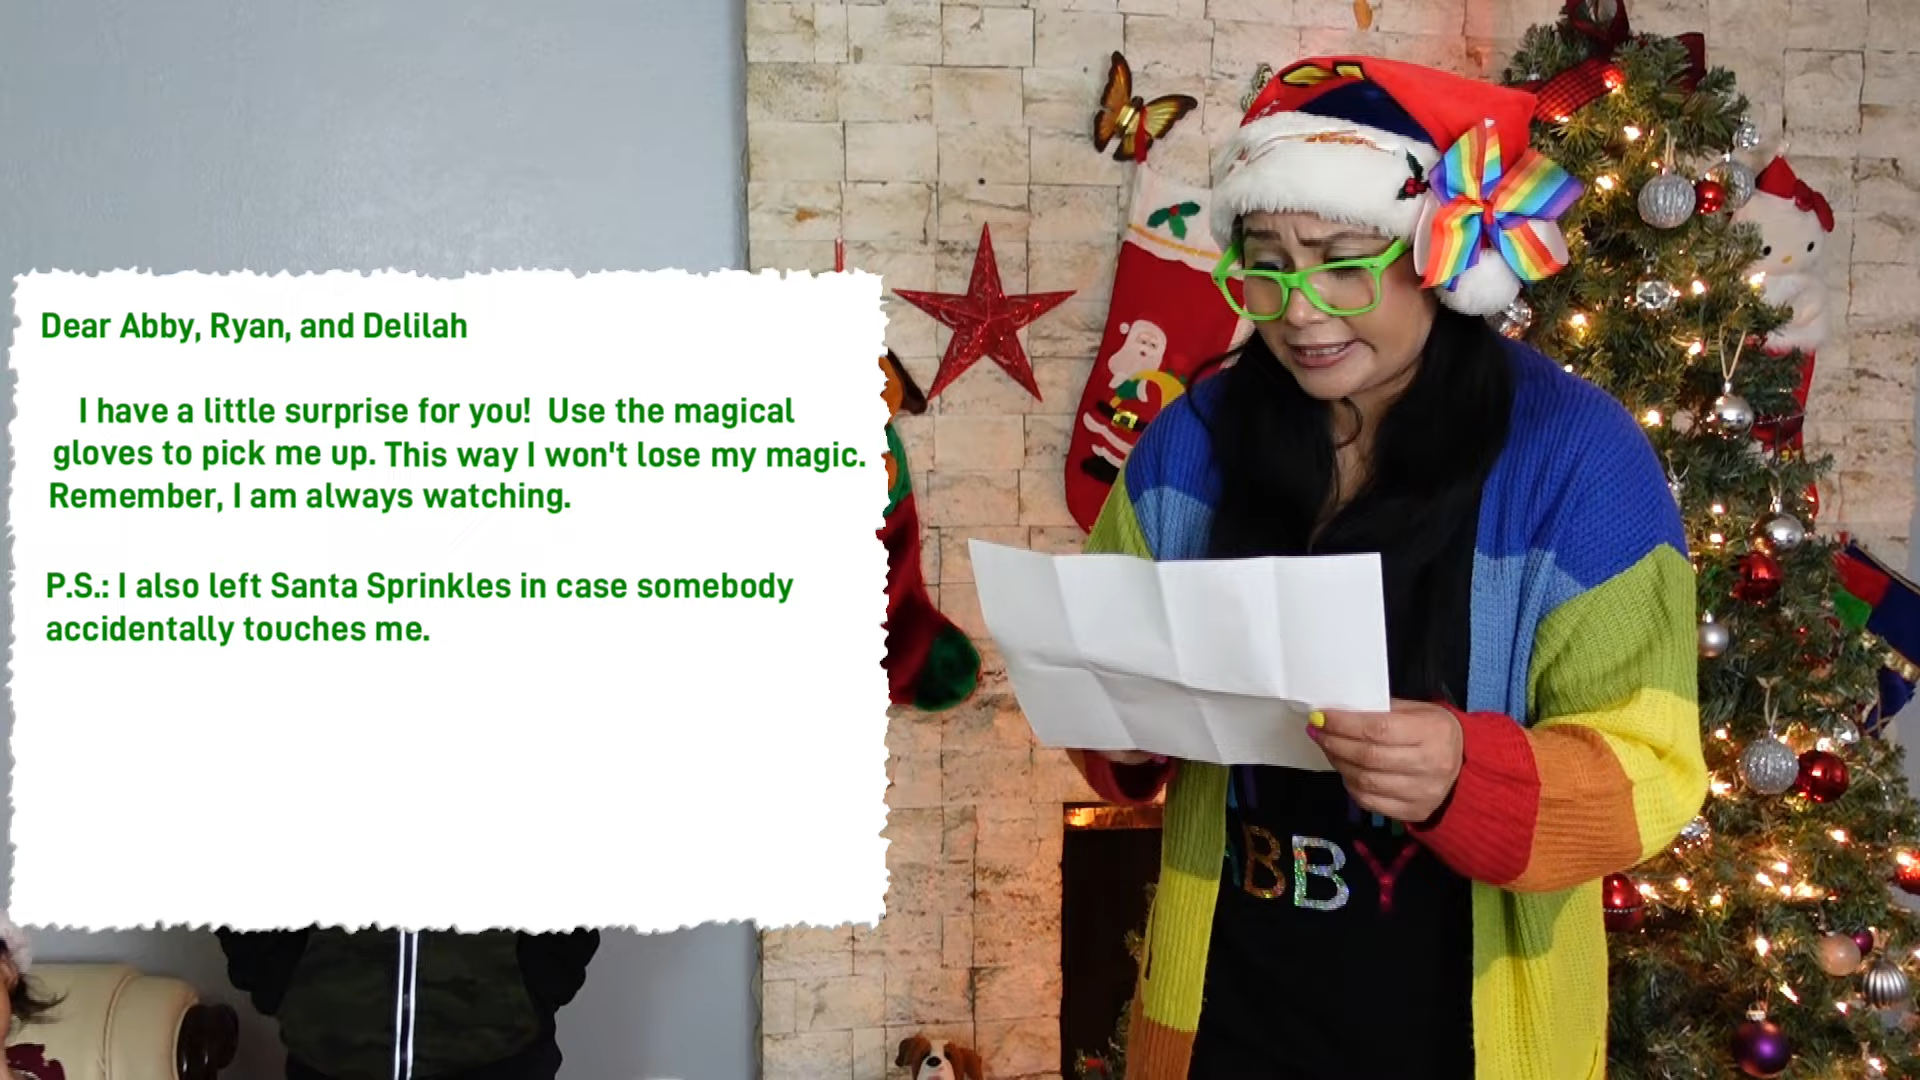 Dear Abby, Ryan, and Delilah
I have a little surprise for you! Use the magical
gloves to pick me up. This way I won't lose my magic.
Remember, I am always watching.
P.S.: I also left Santa Sprinkles in case somebody
accidentally touches me.
ABBY